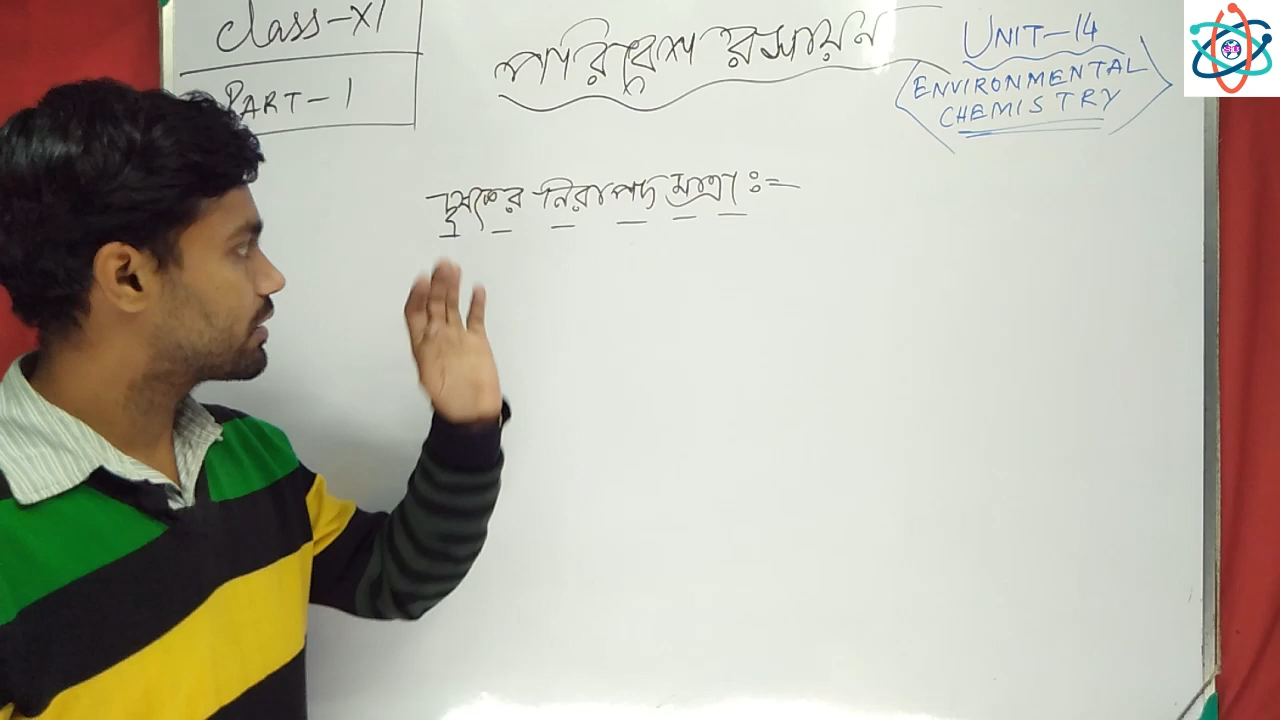 Class-XI
PART-1
পরিবেশ রসায়ন
UNIT-14
ENVIRONMENTAL
CHEMISTRY
দূষকের নিরাপদ মাত্রা :-